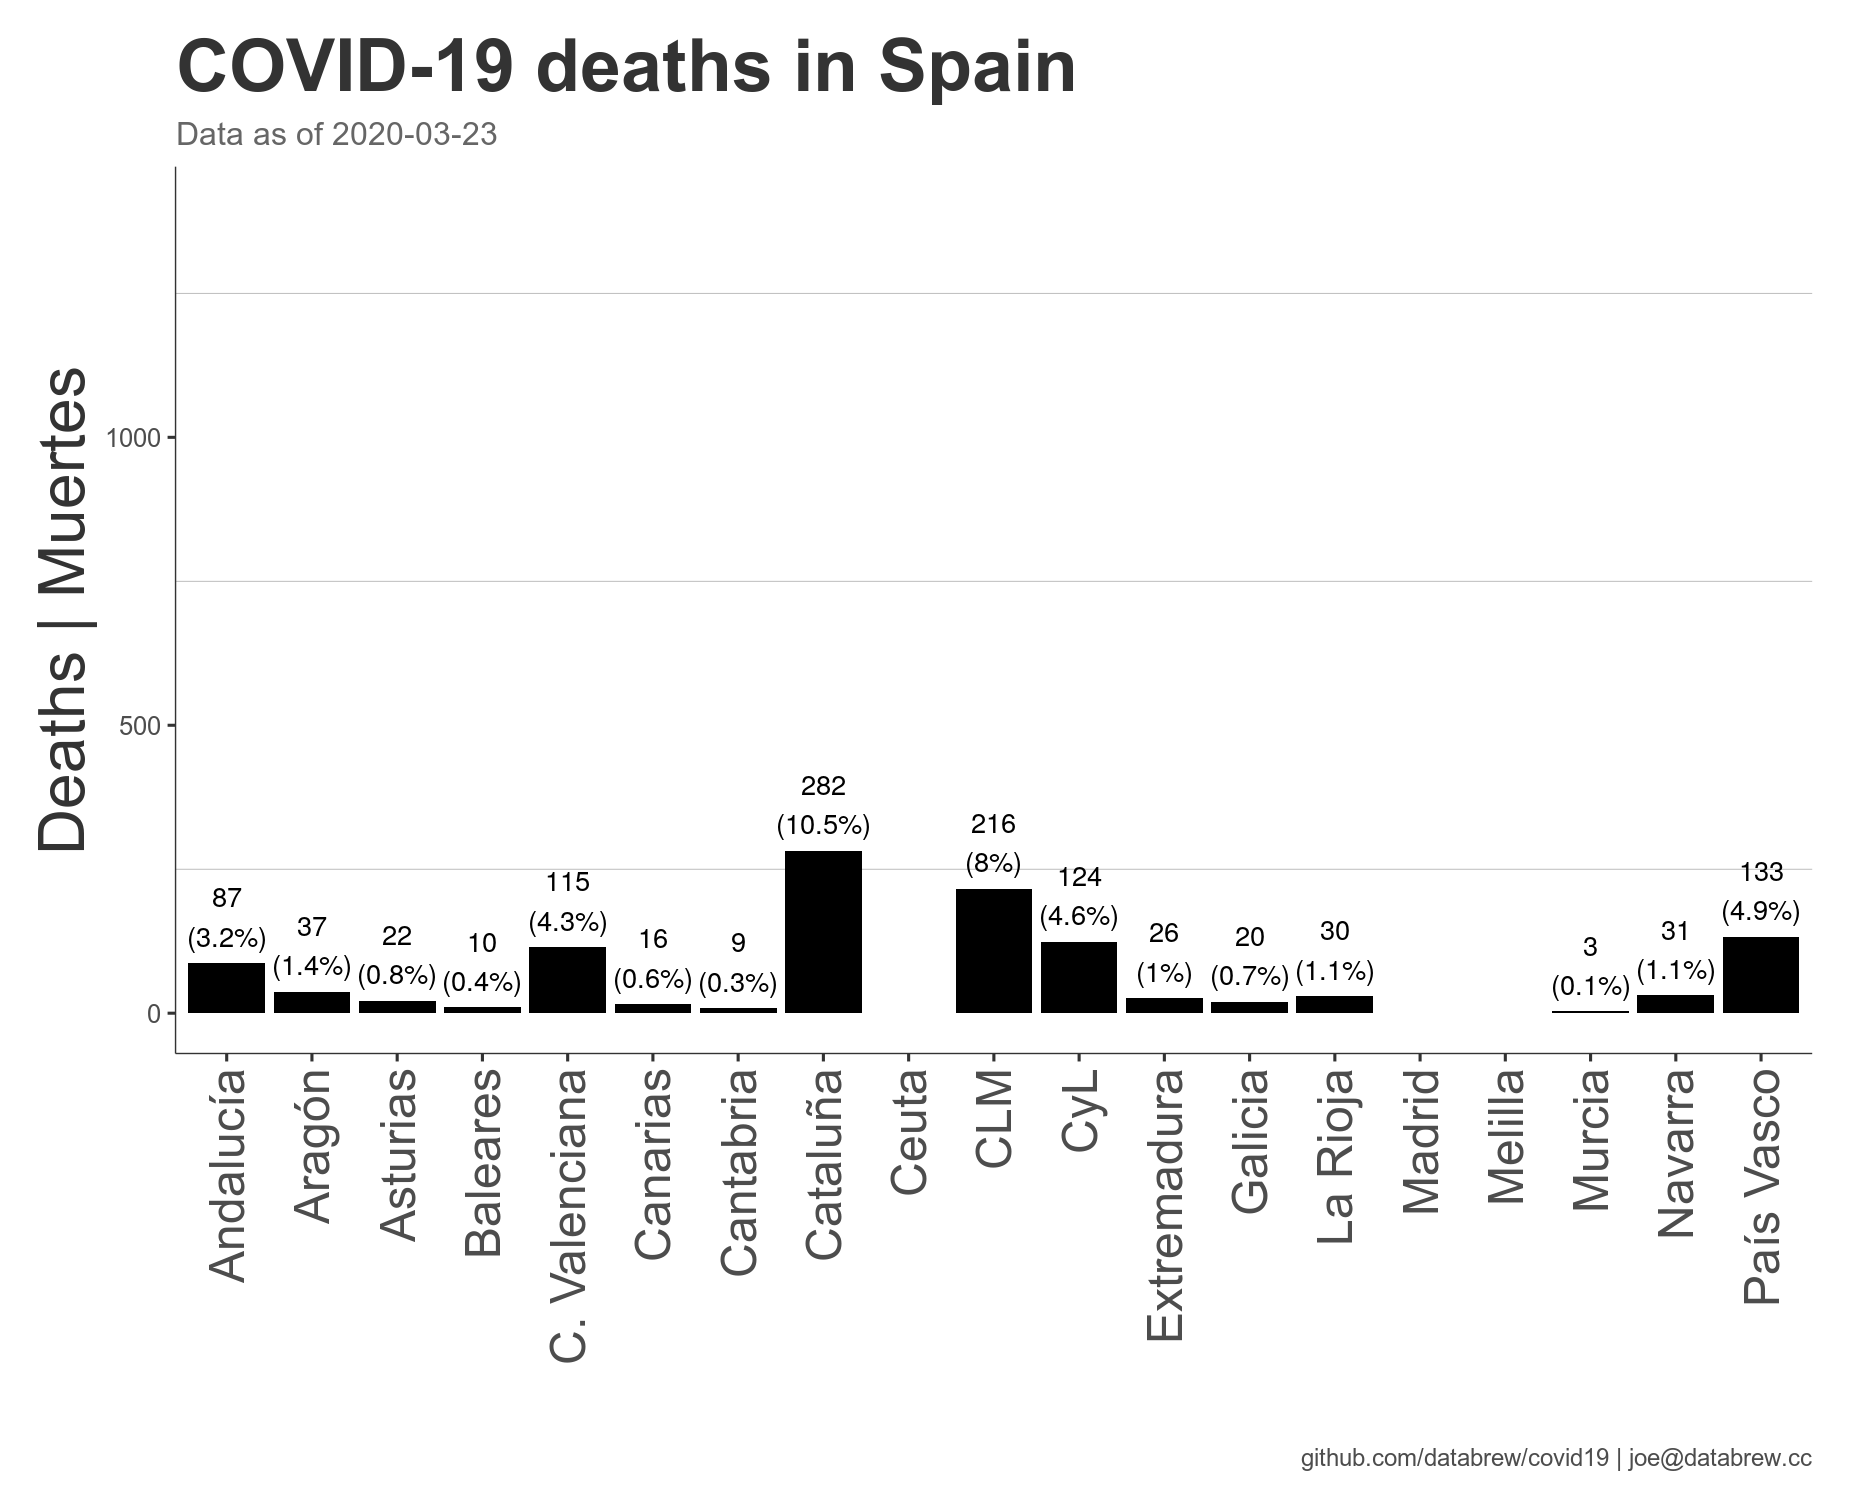 COVID-19 deaths in Spain
Data as of 2020-03-23
Deaths | Muertes
1000
500
0
87
(3.2%)
37
(1.4%)
22
(0.8%)
10
(0.4%)
115
(4.3%)
16
(0.6%)
9
(0.3%)
282
(10.5%)
216
(8%)
124
(4.6%)
26
(1%)
20
(0.7%)
30
(1.1%)
3
(0.1%)
31
(1.1%)
133
(4.9%)
Andalucía
Aragón
Asturias
Baleares
C. Valenciana
Canarias
Cantabria
Cataluña
Ceuta
CLM
CyL
Extremadura
Galicia
La Rioja
Madrid
Melilla
Murcia
Navarra
País Vasco
github.com/databrew/covid19 | joe@databrew.cc